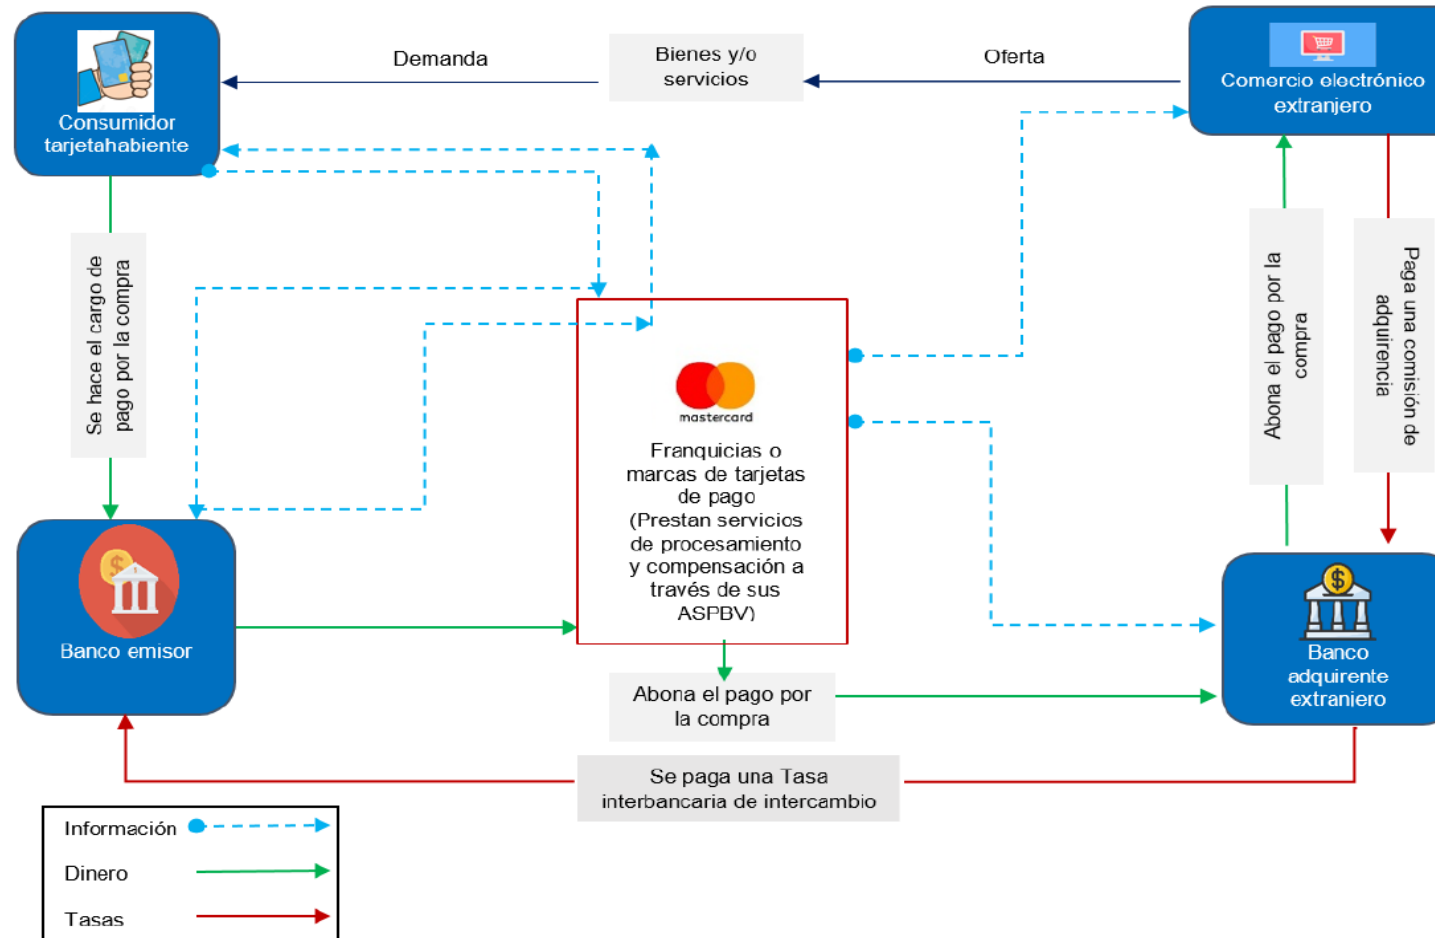 Demanda
Bienes y/o
servicios
Oferta
Consumidor
tarjetahabiente
Comercio electrónico
extranjero
Se hace el cargo de
pago por la compra
Abona el pago por la
compra
Paga una comisión de
adquirencia
mastercard
Franquicias o
marcas de tarjetas
de pago
(Prestan servicios
de procesamiento
y compensación a
través de sus
ASPBV)
$
Banco emisor
$
Banco
adquirente
extranjero
Abona el pago por
la compra
Se paga una Tasa
interbancaria de intercambio
Información
Dinero
Tasas